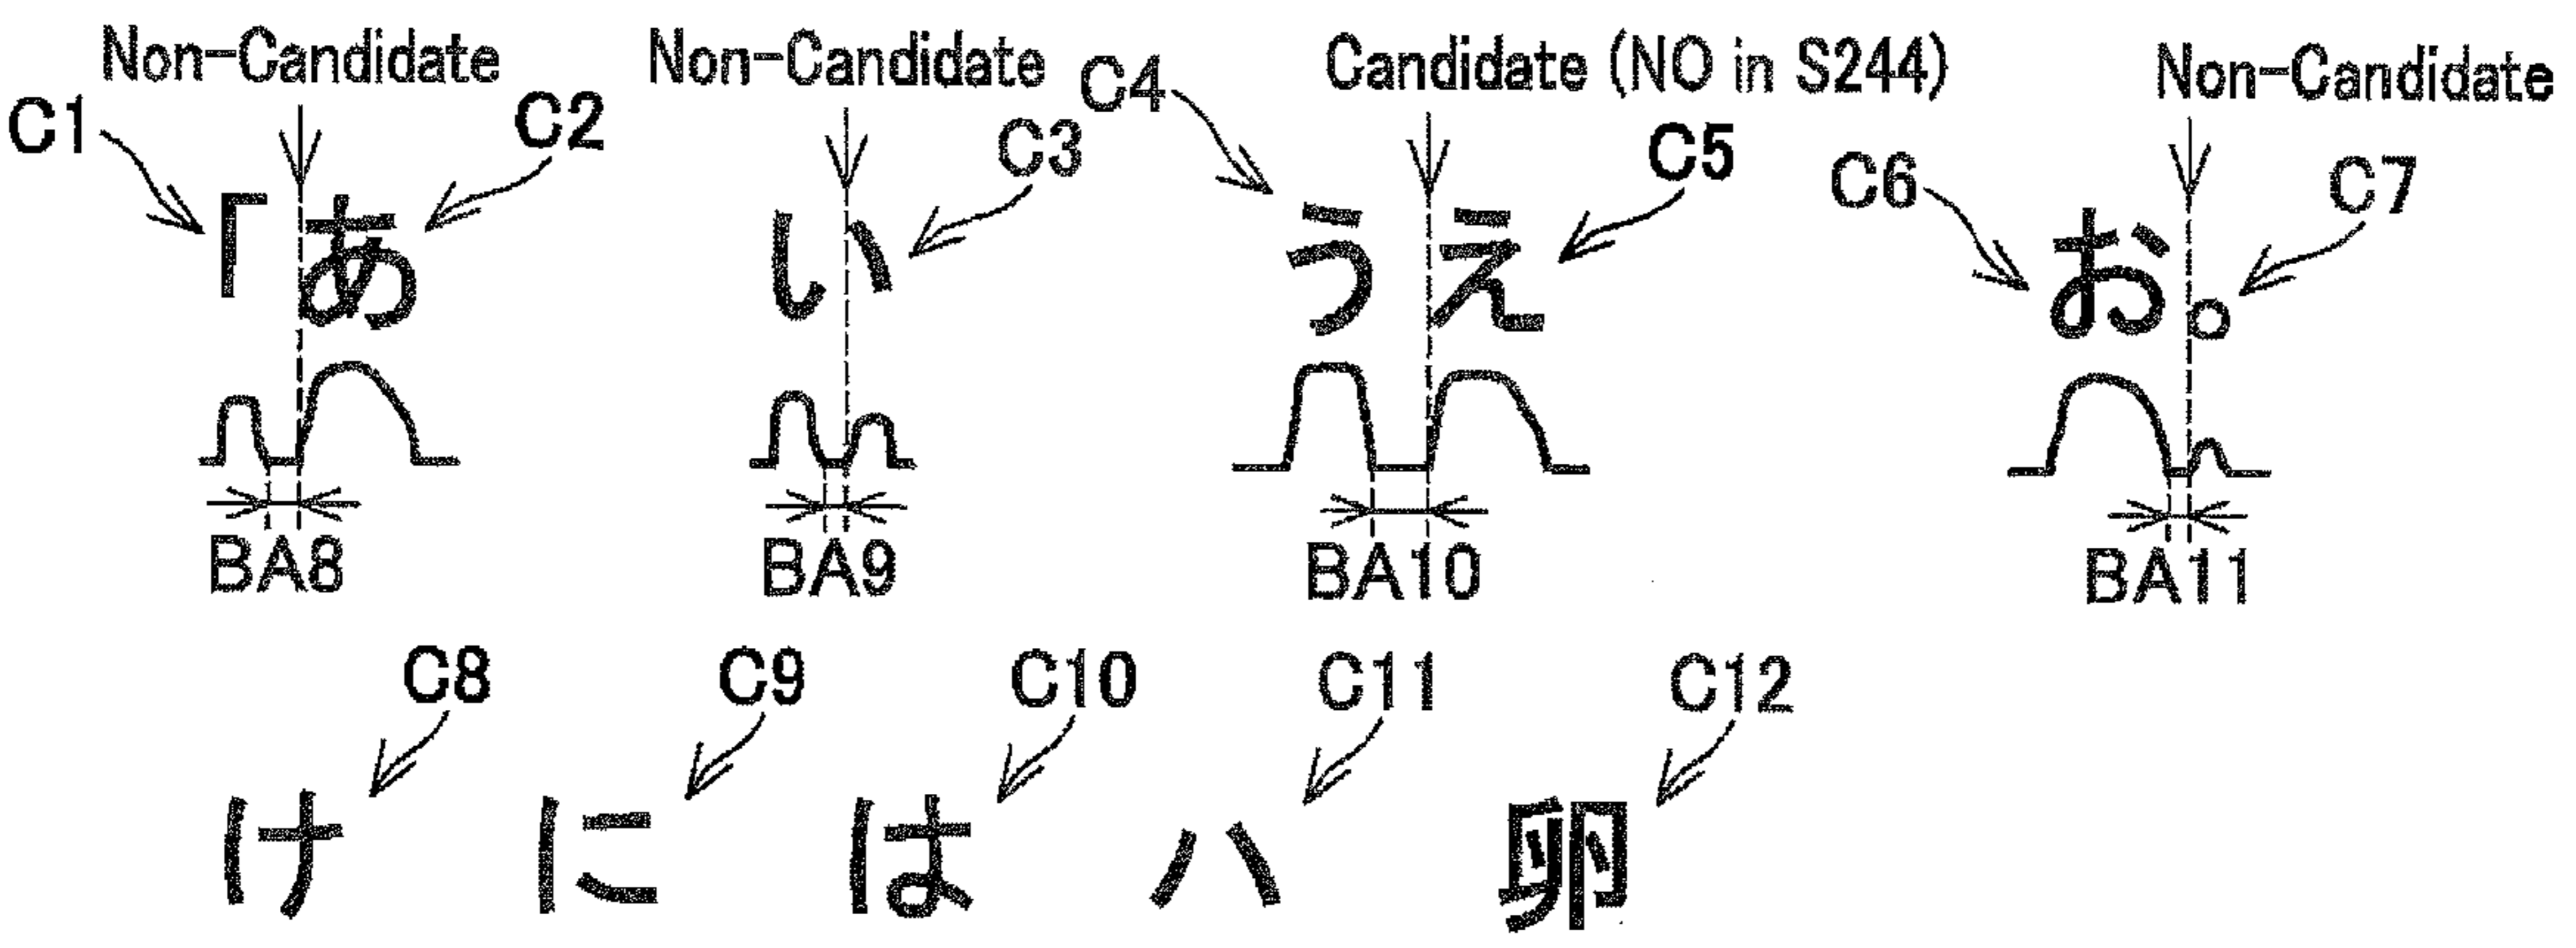 Non-Candidate Non-Candidate Candidate (NO in S244) Non-Candidate
C1 C2 C3 C4 C5 C6 C7
「あ い うえ お。
BA8 BA9 BA10 BA11
C8 C9 C10 C11 C12
け に は ハ 卵